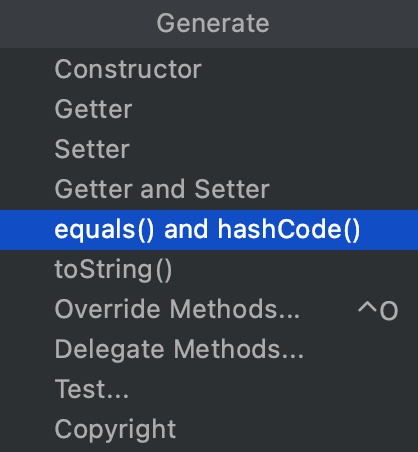 Generate
Constructor
Getter
Setter
Getter and Setter
equals() and hashCode()
toString()
Override Methods... ^O
Delegate Methods...
Test...
Copyright